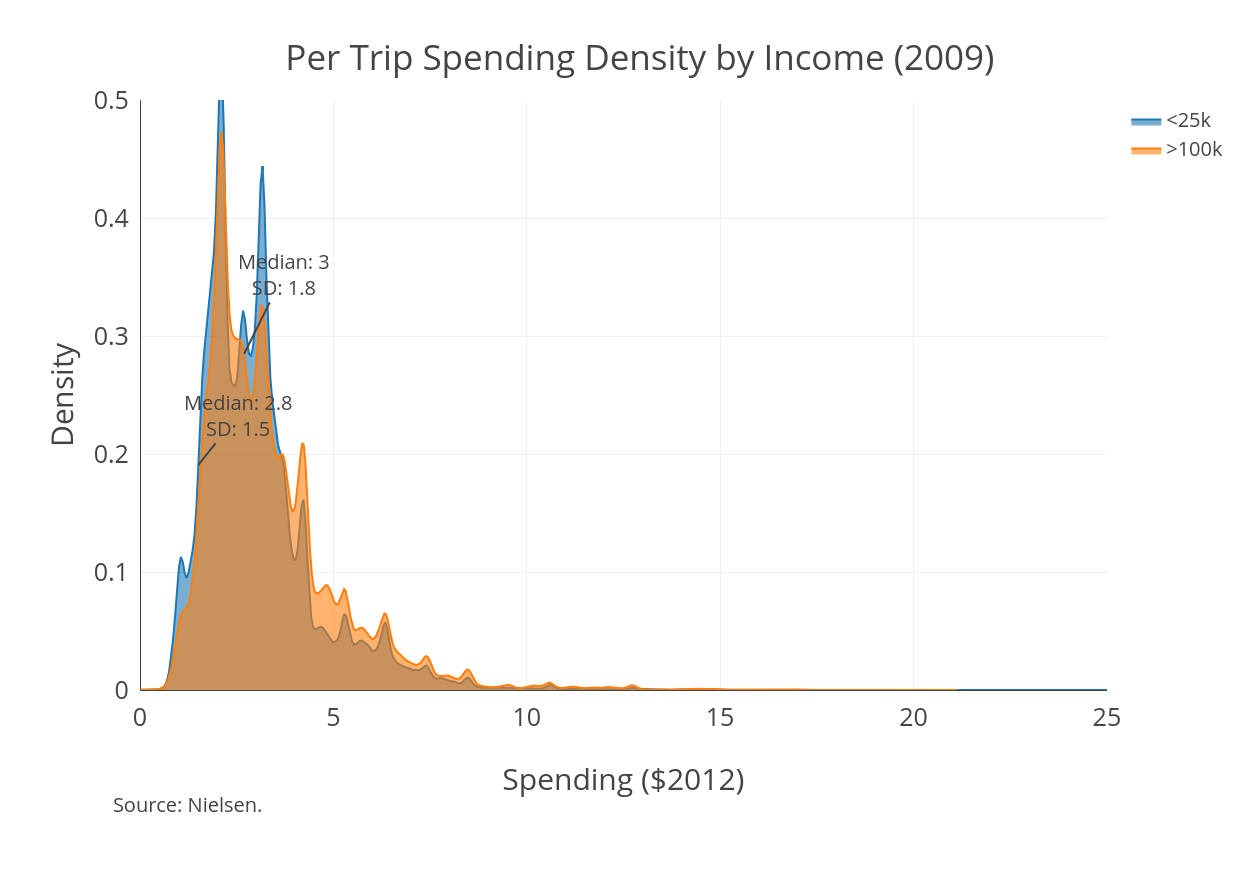 Per Trip Spending Density by Income (2009)
<25k
>100k
0.5
0.4
0.3
0.2
0.1
0
Density
Median: 3
SD: 1.8
Median: 2.8
SD: 1.5
0 5 10 15 20 25
Spending ($2012)
Source: Nielsen.